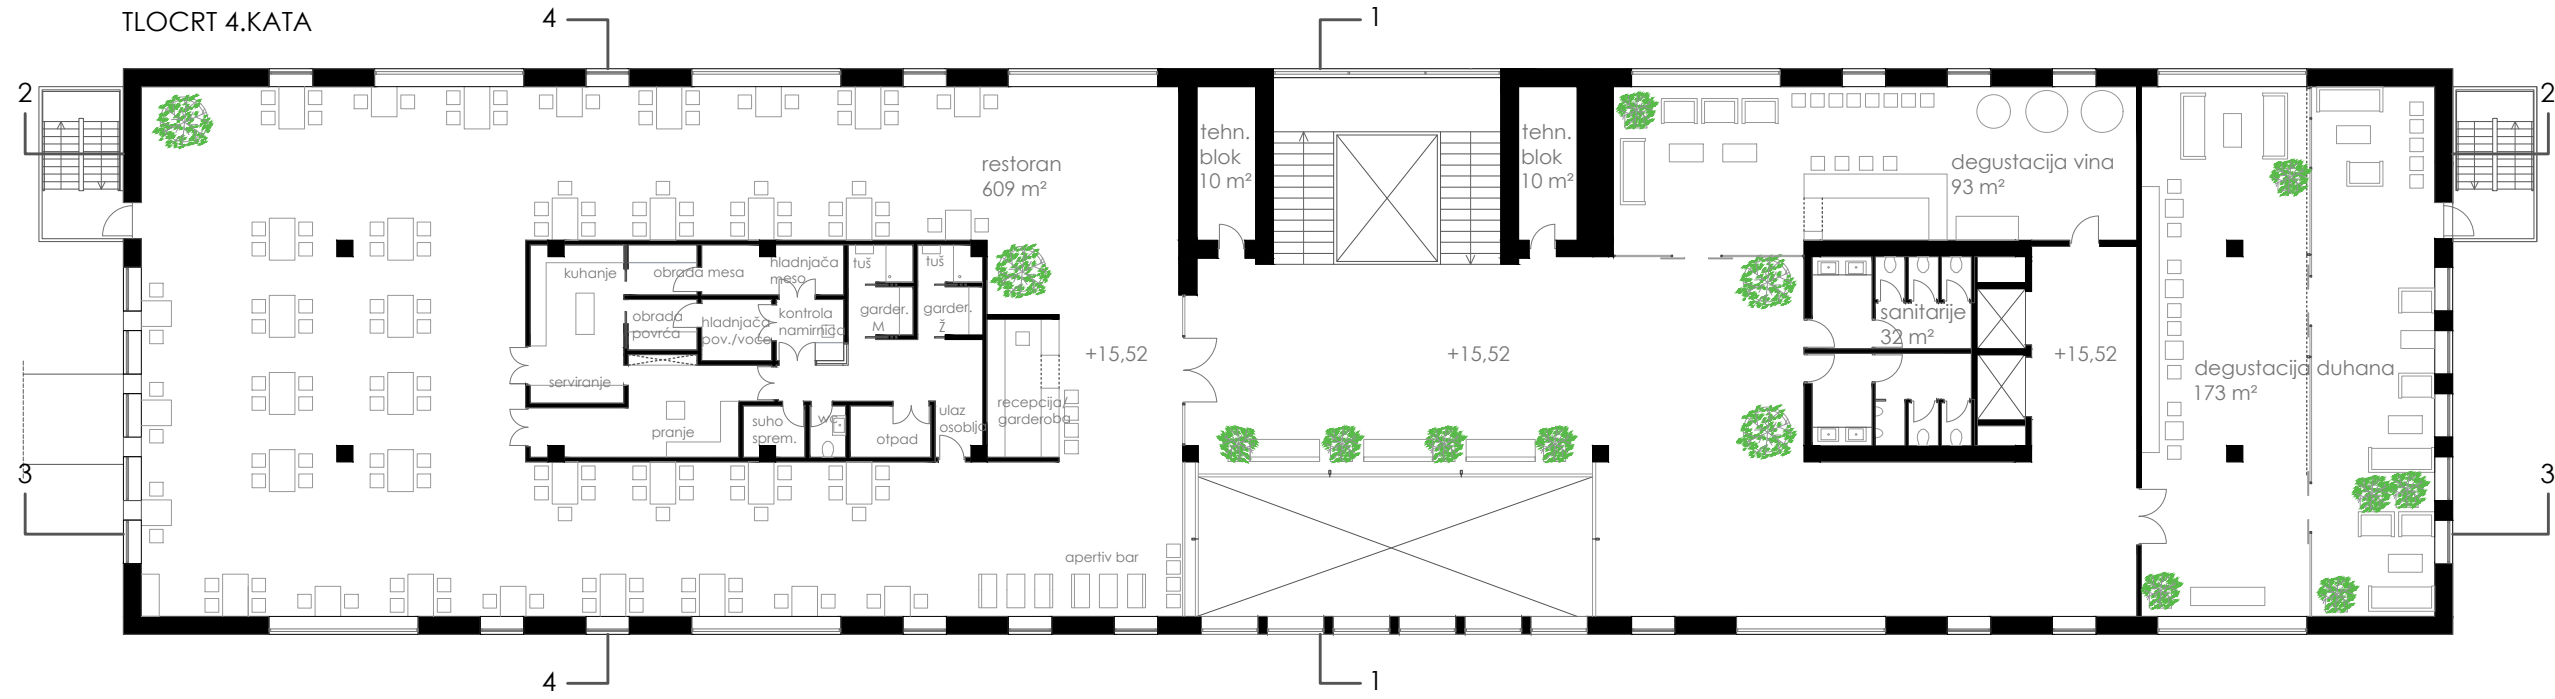 TLOCRT 4.KATA
4
1
2
2
tehn.
blok
10 m²
tehn.
blok
10 m²
restoran
609 m²
degustacija vina
93 m²
kuhanje
obrada mesa
hladnjača
meso
tuš
tuš
obrada
povrća
hladnjača
pov./voće
kontrola
namirnica
garder.
M
garder.
Ž
sanitarije
32 m²
+15,52
+15,52
+15,52
degustacija duhana
173 m²
serviranje
pranje
suho
sprem.
wc
otpad
ulaz
osoblja
recepcija/
garderoba
3
3
apertiv bar
4
1